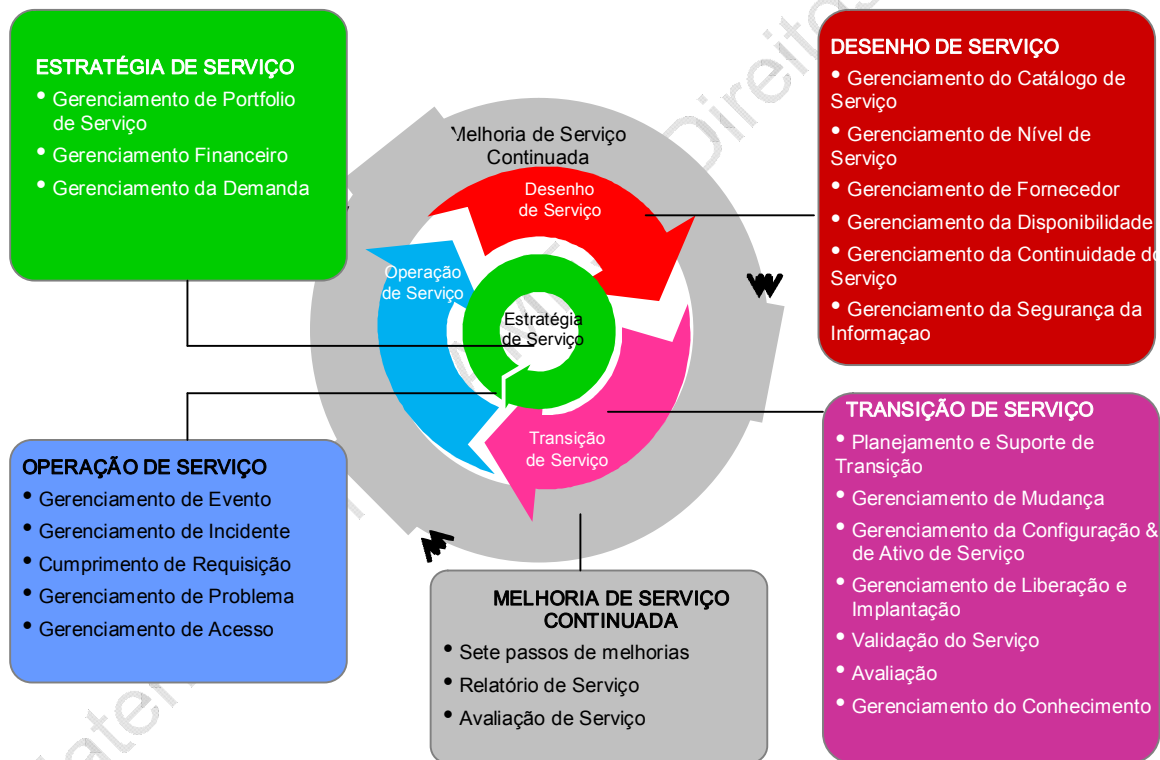 ESTRATÉGIA DE SERVIÇO
• Gerenciamento de Portfolio
de Serviço
• Gerenciamento Financeiro
• Gerenciamento da Demanda
Melhoria de Serviço
Continuada
Desenho
de Serviço
Operação
de Serviço
Estratégia
de Serviço
Transição
de Serviço
DESENHO DE SERVIÇO
• Gerenciamento do Catálogo de
Serviço
• Gerenciamento de Nível de
Serviço
• Gerenciamento de Fornecedor
• Gerenciamento da Disponibilidade
• Gerenciamento da Continuidade do
Serviço
• Gerenciamento da Segurança da
Informaçao
OPERAÇÃO DE SERVIÇO
• Gerenciamento de Evento
• Gerenciamento de Incidente
• Cumprimento de Requisição
• Gerenciamento de Problema
• Gerenciamento de Acesso
MELHORIA DE SERVIÇO
CONTINUADA
• Sete passos de melhorias
• Relatório de Serviço
• Avaliação de Serviço
TRANSIÇÃO DE SERVIÇO
• Planejamento e Suporte de
Transição
• Gerenciamento de Mudança
• Gerenciamento da Configuração &
de Ativo de Serviço
• Gerenciamento de Liberação e
Implantação
• Validação do Serviço
• Avaliação
• Gerenciamento do Conhecimento
Direitos